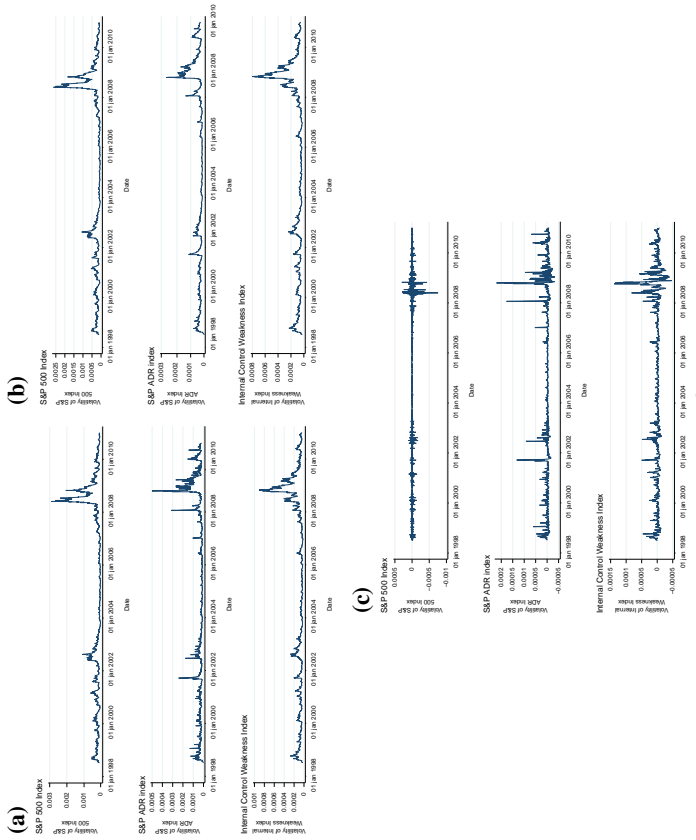 (a)
S&P 500 Index
Volatility of S&P
500 Index
0.003
0.002
0.001
0
01 jan 1998
01 jan 2000
01 jan 2002
01 jan 2004
01 jan 2006
01 jan 2008
01 jan 2010
Date
S&P ADR index
Volatility of S&P
ADR Index
0.0005
0.0004
0.0003
0.0002
0.0001
0
01 jan 1998
01 jan 2000
01 jan 2002
01 jan 2004
01 jan 2006
01 jan 2008
01 jan 2010
Date
Internal Control Weakness Index
Volatility of Internal
Weakness Index
0.001
0.0008
0.0006
0.0004
0.0002
0
01 jan 1998
01 jan 2000
01 jan 2002
01 jan 2004
01 jan 2006
01 jan 2008
01 jan 2010
Date
(b)
S&P 500 Index
Volatility of S&P
500 Index
0.0025
0.002
0.0015
0.001
0.0005
0
01 jan 1998
01 jan 2000
01 jan 2002
01 jan 2004
01 jan 2006
01 jan 2008
01 jan 2010
Date
S&P ADR index
Volatility of S&P
ADR Index
0.0003
0.0002
0.0001
0
01 jan 1998
01 jan 2000
01 jan 2002
01 jan 2004
01 jan 2006
01 jan 2008
01 jan 2010
Date
Internal Control Weakness Index
Volatility of Internal
Weakness Index
0.0008
0.0006
0.0004
0.0002
0
01 jan 1998
01 jan 2000
01 jan 2002
01 jan 2004
01 jan 2006
01 jan 2008
01 jan 2010
Date
(c)
S&P 500 Index
Volatility of S&P
500 Index
0.0005
0
-0.0005
-0.001
01 jan 1998
01 jan 2000
01 jan 2002
01 jan 2004
01 jan 2006
01 jan 2008
01 jan 2010
Date
S&P ADR index
Volatility of S&P
ADR Index
0.0002
0.00015
0.0001
0.00005
0
-0.00005
01 jan 1998
01 jan 2000
01 jan 2002
01 jan 2004
01 jan 2006
01 jan 2008
01 jan 2010
Date
Internal Control Weakness Index
Volatility of Internal
Weakness Index
0.00015
0.0001
0.00005
0
-0.00005
01 jan 1998
01 jan 2000
01 jan 2002
01 jan 2004
01 jan 2006
01 jan 2008
01 jan 2010